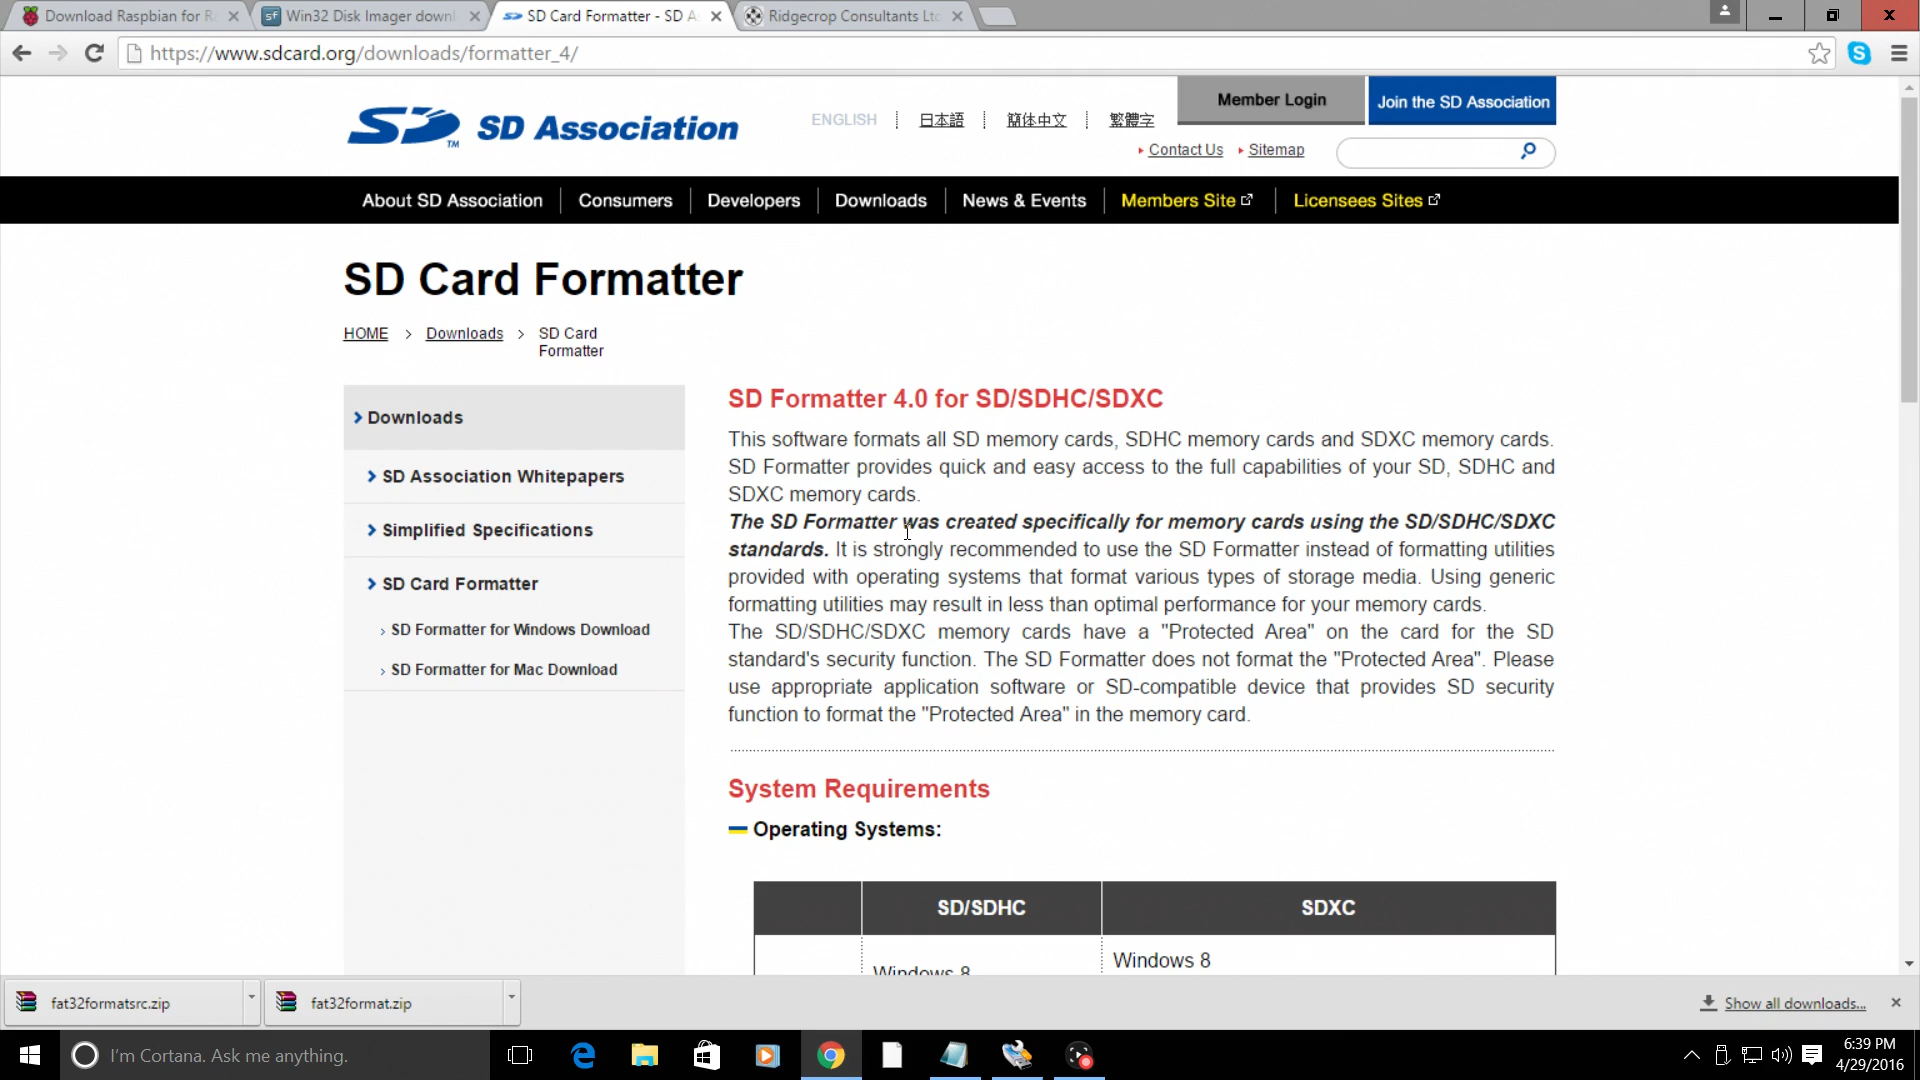 Download Raspbian for R
Win32 Disk Imager downl
SD Card Formatter - SD A
Ridgecrop Consultants Ltd
https://www.sdcard.org/downloads/formatter_4/
SD Association
TM
ENGLISH
日本語
簡体中文
繁體字
Member Login
Join the SD Association
Contact Us
Sitemap
About SD Association
Consumers
Developers
Downloads
News & Events
Members Site
Licensees Sites
SD Card Formatter
HOME > Downloads > SD Card
Formatter
Downloads
SD Association Whitepapers
Simplified Specifications
SD Card Formatter
SD Formatter for Windows Download
SD Formatter for Mac Download
SD Formatter 4.0 for SD/SDHC/SDXC
This software formats all SD memory cards, SDHC memory cards and SDXC memory cards.
SD Formatter provides quick and easy access to the full capabilities of your SD, SDHC and
SDXC memory cards.
The SD Formatter was created specifically for memory cards using the SD/SDHC/SDXC
standards. It is strongly recommended to use the SD Formatter instead of formatting utilities
provided with operating systems that format various types of storage media. Using generic
formatting utilities may result in less than optimal performance for your memory cards.
The SD/SDHC/SDXC memory cards have a "Protected Area" on the card for the SD
standard's security function. The SD Formatter does not format the "Protected Area". Please
use appropriate application software or SD-compatible device that provides SD security
function to format the "Protected Area" in the memory card.
System Requirements
Operating Systems:
SD/SDHC
SDXC
Windows 8
Windows 8
fat32formatsrc.zip
fat32format.zip
Show all downloads...
I'm Cortana. Ask me anything.
6:39 PM
4/29/2016